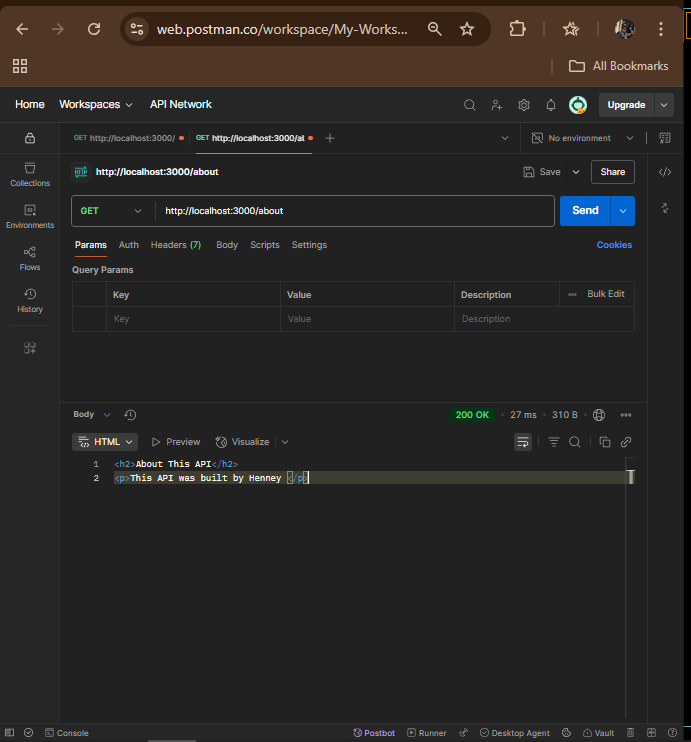 web.postman.co/workspace/My-Works...
All Bookmarks
Home Workspaces API Network Upgrade
GET http://localhost:3000/ GET http://localhost:3000/al No environment
Collections
Environments
Flows
History
HTTP http://localhost:3000/about Save Share
GET http://localhost:3000/about Send
Params Auth Headers (7) Body Scripts Settings Cookies
Query Params
Key Value Description Bulk Edit
Key Value Description
Body 200 OK 27 ms 310 B
HTML Preview Visualize
1 <h2>About This API</h2>
2 <p>This API was built by Henney </p>
Console Postbot Runner Desktop Agent Vault